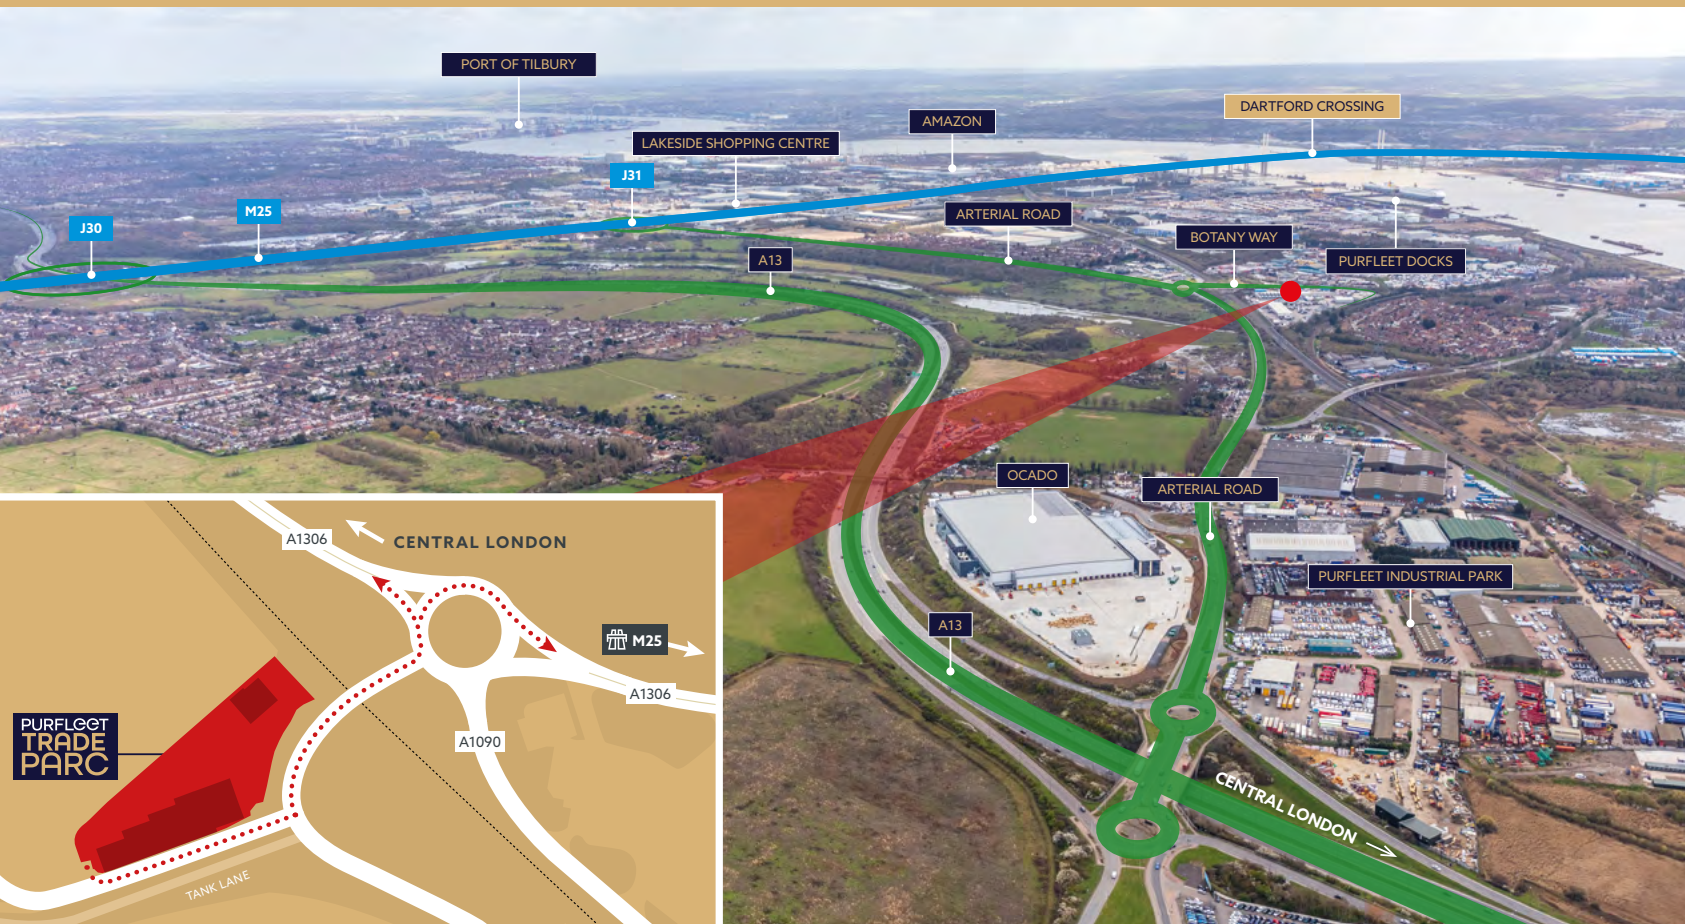 PORT OF TILBURY
DARTFORD CROSSING
AMAZON
LAKESIDE SHOPPING CENTRE
J31
M25
J30
ARTERIAL ROAD
BOTANY WAY
A13
PURFLEET DOCKS
OCADO
ARTERIAL ROAD
PURFLEET INDUSTRIAL PARK
A13
CENTRAL LONDON
A1306
CENTRAL LONDON
M25
A1306
A1090
PURFLEET
TRADE
PARC
TANK LANE